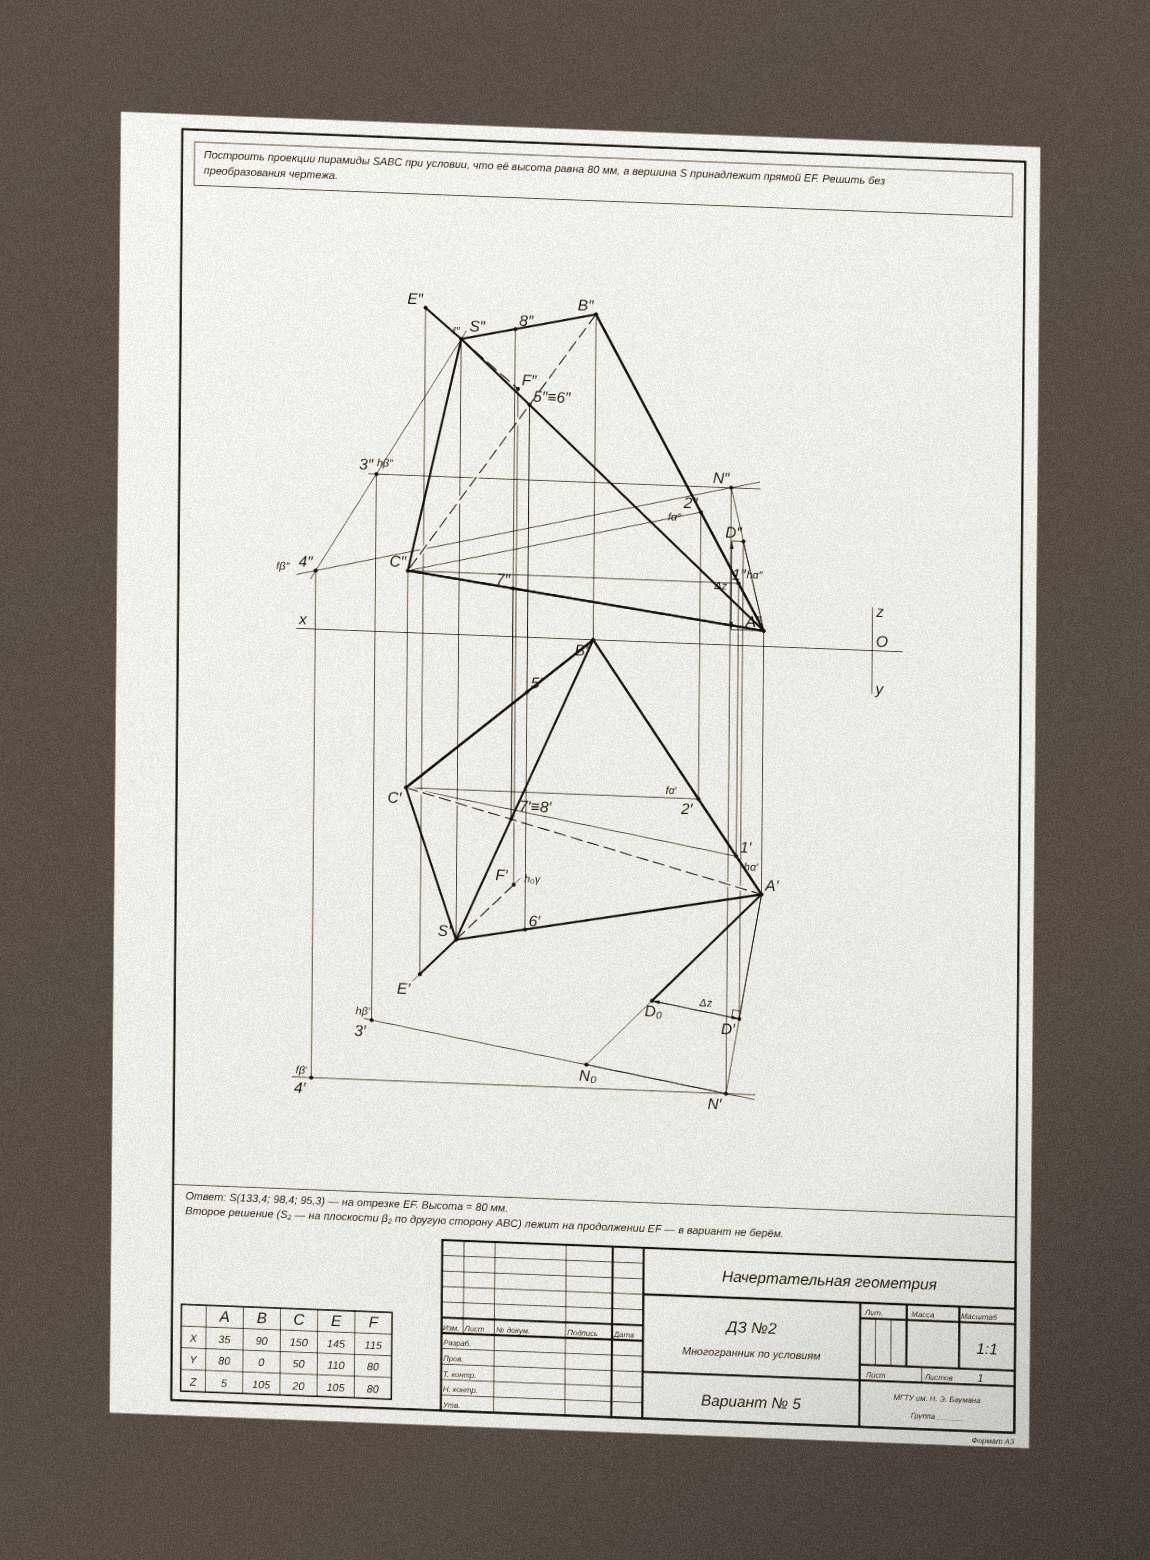 Построить проекции пирамиды SABC при условии, что её высота равна 80 мм, а вершина S принадлежит прямой EF. Решить без
преобразования чертежа.
E″
B″
S″
8″
F″
5″≡6″
3″ hβ″
N″
2″
fα″
D″
fβ″ 4″
C″
7″
1″ hα″
Δz
A″
x
z
O
y
B′
5′
C′
7′≡8′
fα′
2′
1′
hα′
F′ h₀γ
A′
S′
6′
E′
hβ′
3′
D₀
Δz
D′
N₀
fβ′
4′
N′
Ответ: S(133,4; 98,4; 95,3) — на отрезке EF. Высота = 80 мм.
Второе решение (S₂ — на плоскости β₂ по другую сторону ABC) лежит на продолжении EF — в вариант не берём.
A B C E F
X 35 90 150 145 115
Y 80 0 50 110 80
Z 5 105 20 105 80
Изм. Лист № докум. Подпись Дата
Разраб.
Пров.
Т. контр.
Н. контр.
Утв.
Начертательная геометрия
ДЗ №2
Многогранник по условиям
Вариант № 5
Лит. Масса Масштаб
1:1
Лист Листов 1
МГТУ им. Н. Э. Баумана
Группа ______
Формат А3